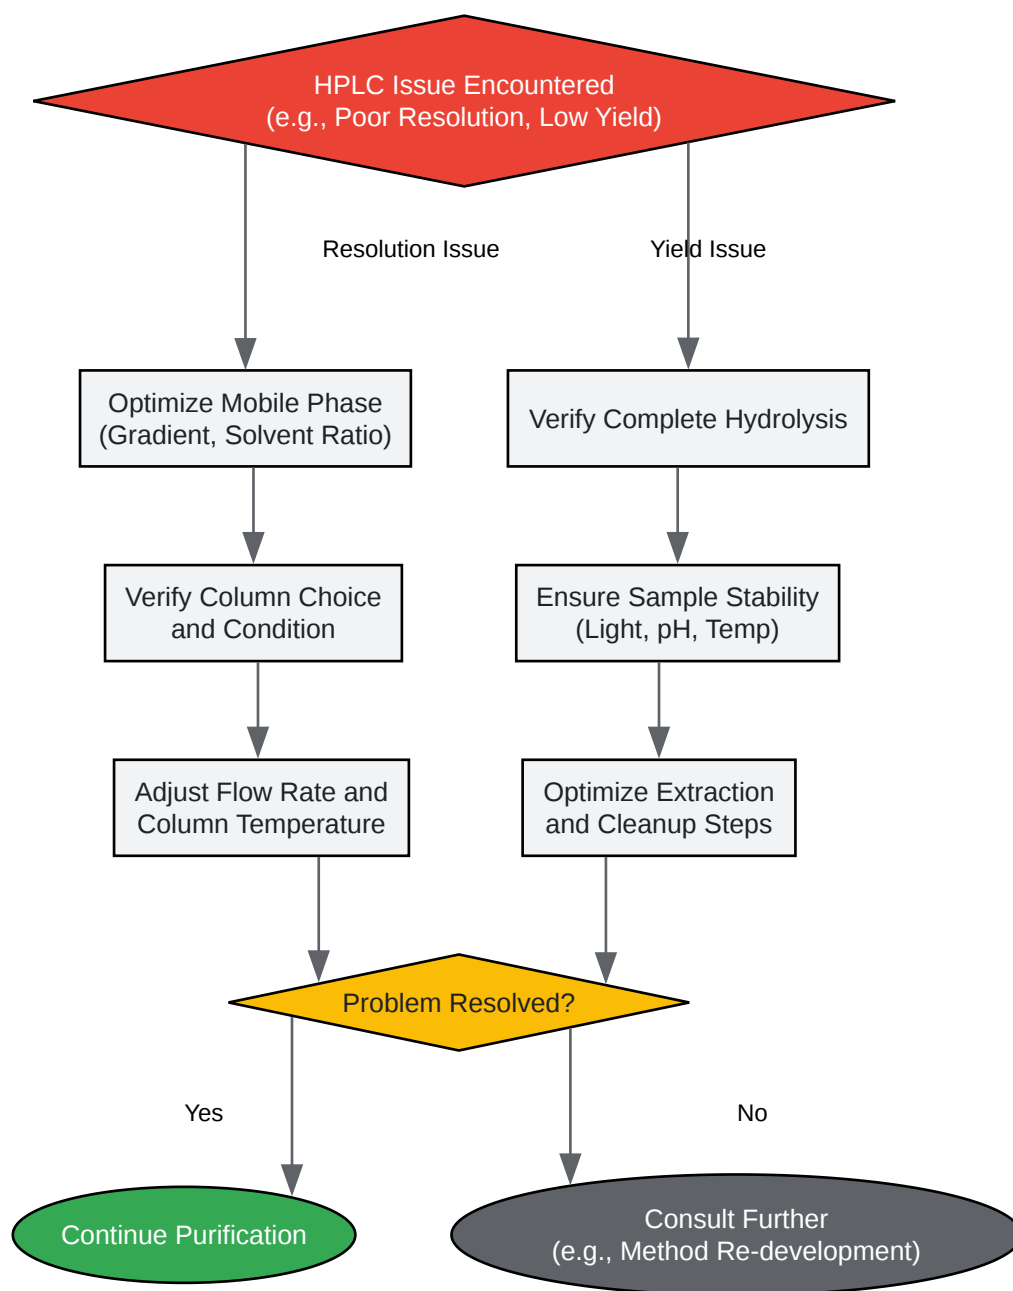 HPLC Issue Encountered
(e.g., Poor Resolution, Low Yield)
Resolution Issue
Yield Issue
Optimize Mobile Phase
(Gradient, Solvent Ratio)
Verify Complete Hydrolysis
Verify Column Choice
and Condition
Ensure Sample Stability
(Light, pH, Temp)
Adjust Flow Rate and
Column Temperature
Optimize Extraction
and Cleanup Steps
Problem Resolved?
Yes
No
Continue Purification
Consult Further
(e.g., Method Re-development)